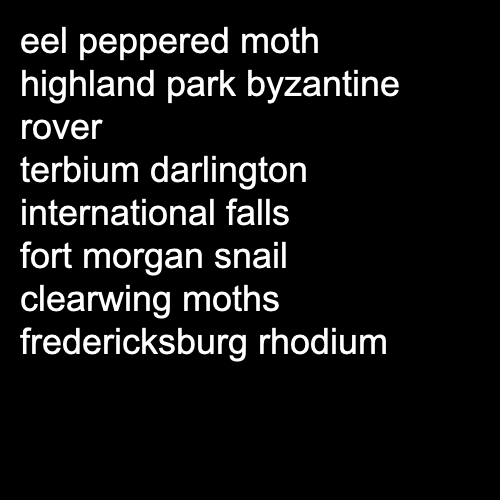 eel peppered moth
highland park byzantine
rover
terbium darlington
international falls
fort morgan snail
clearwing moths
fredericksburg rhodium